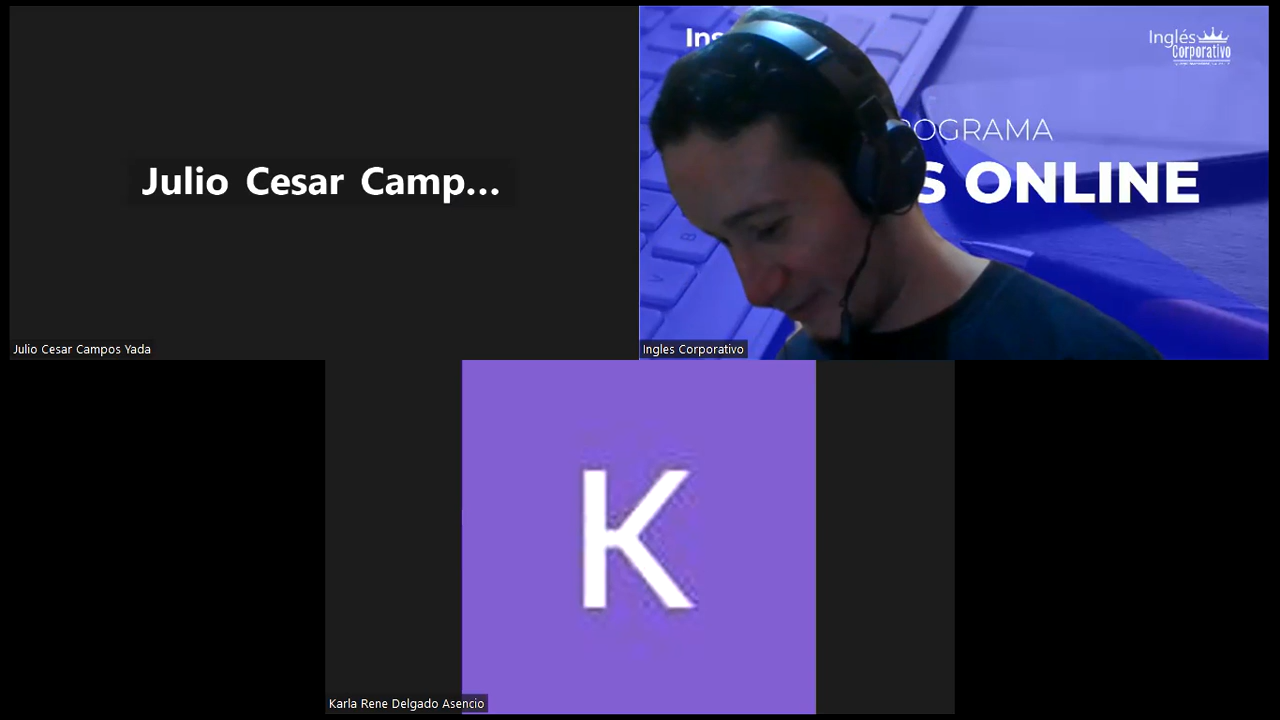 Julio Cesar Camp...
Julio Cesar Campos Yada
Inglés
Corporativo
OGRAMA
S ONLINE
Ingles Corporativo
K
Karla Rene Delgado Asencio